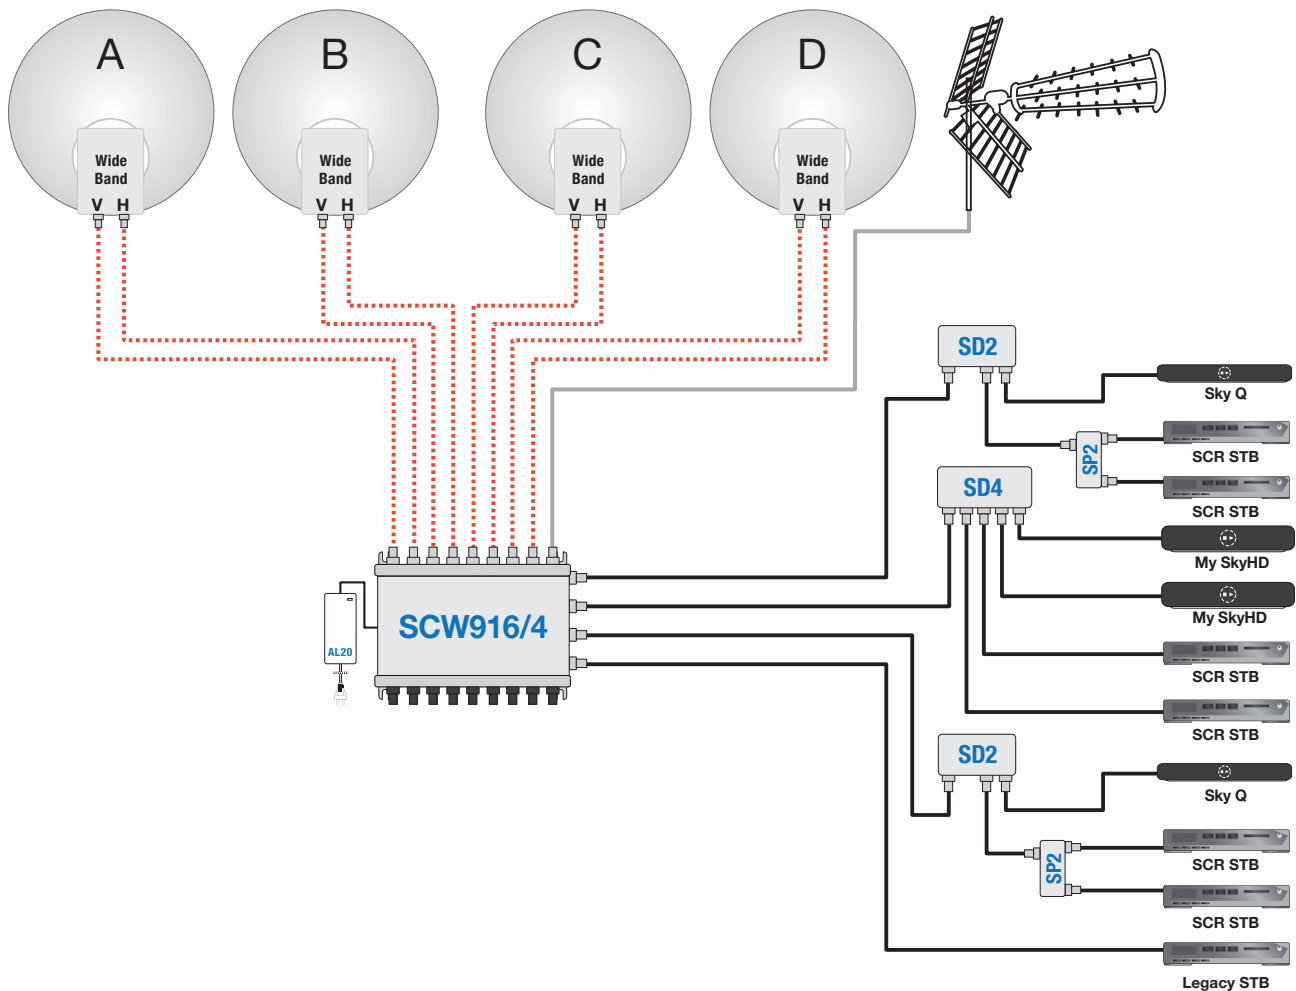 A
B
C
D
Wide
Band
V H
Wide
Band
V H
Wide
Band
V H
Wide
Band
V H
SD2
Sky Q
SCR STB
SP2
SCR STB
SD4
My SkyHD
My SkyHD
SCR STB
SCR STB
SCW916/4
AL20
SD2
Sky Q
SCR STB
SP2
SCR STB
Legacy STB